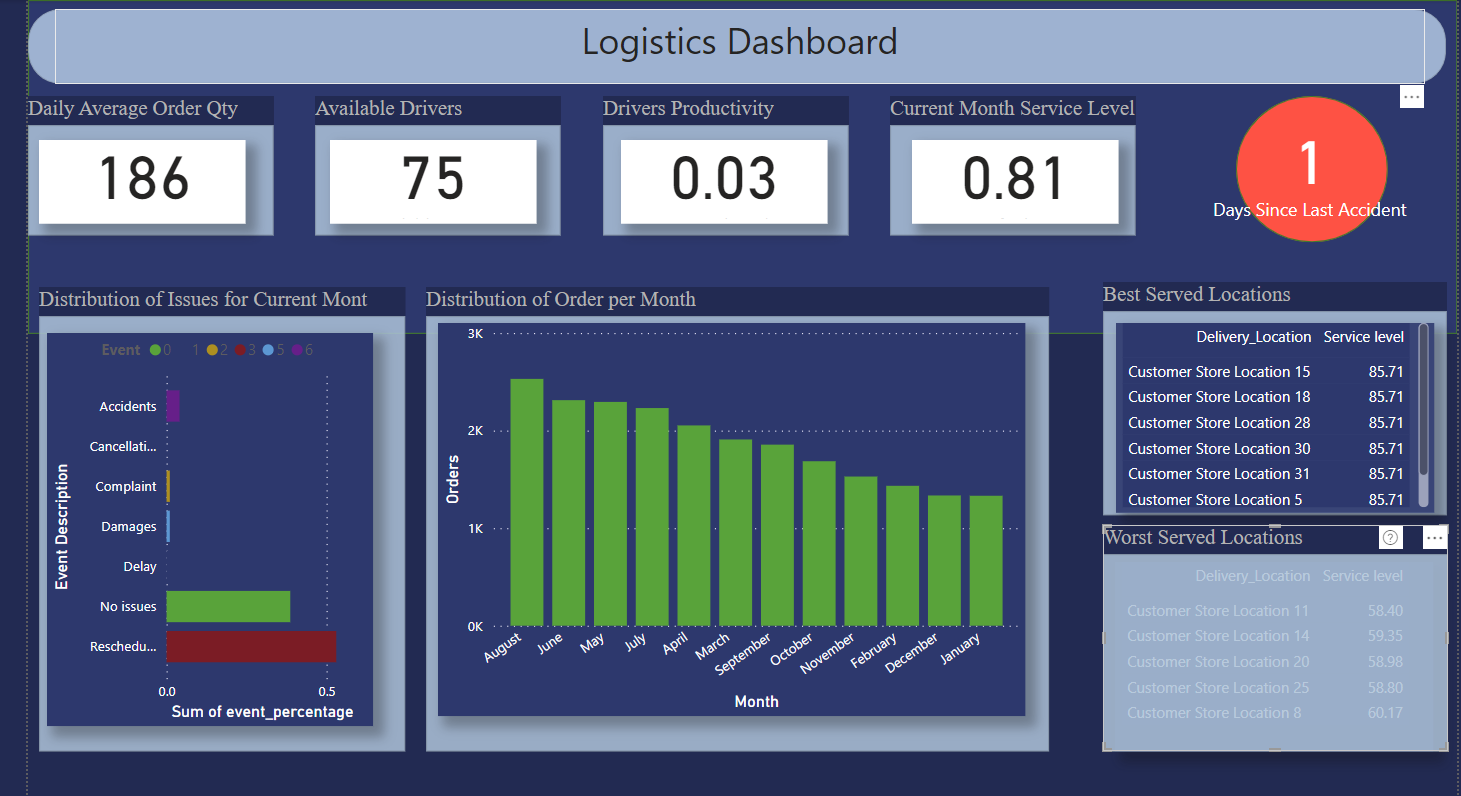 Logistics Dashboard
Daily Average Order Qty
Available Drivers
Drivers Productivity
Current Month Service Level
186
75
0.03
0.81
1
Days Since Last Accident
Distribution of Issues for Current Mont
Event 0 1 2 3 5 6
Event Description
Accidents
Cancellati...
Complaint
Damages
Delay
No issues
Reschedu...
0.0 0.5
Sum of event_percentage
Distribution of Order per Month
Orders
3K
2K
1K
0K
August June May July April March September October November February December January
Month
Best Served Locations
Delivery_Location Service level
Customer Store Location 15 85.71
Customer Store Location 18 85.71
Customer Store Location 28 85.71
Customer Store Location 30 85.71
Customer Store Location 31 85.71
Customer Store Location 5 85.71
Worst Served Locations
Delivery_Location Service level
Customer Store Location 11 58.40
Customer Store Location 14 59.35
Customer Store Location 20 58.98
Customer Store Location 25 58.80
Customer Store Location 8 60.17